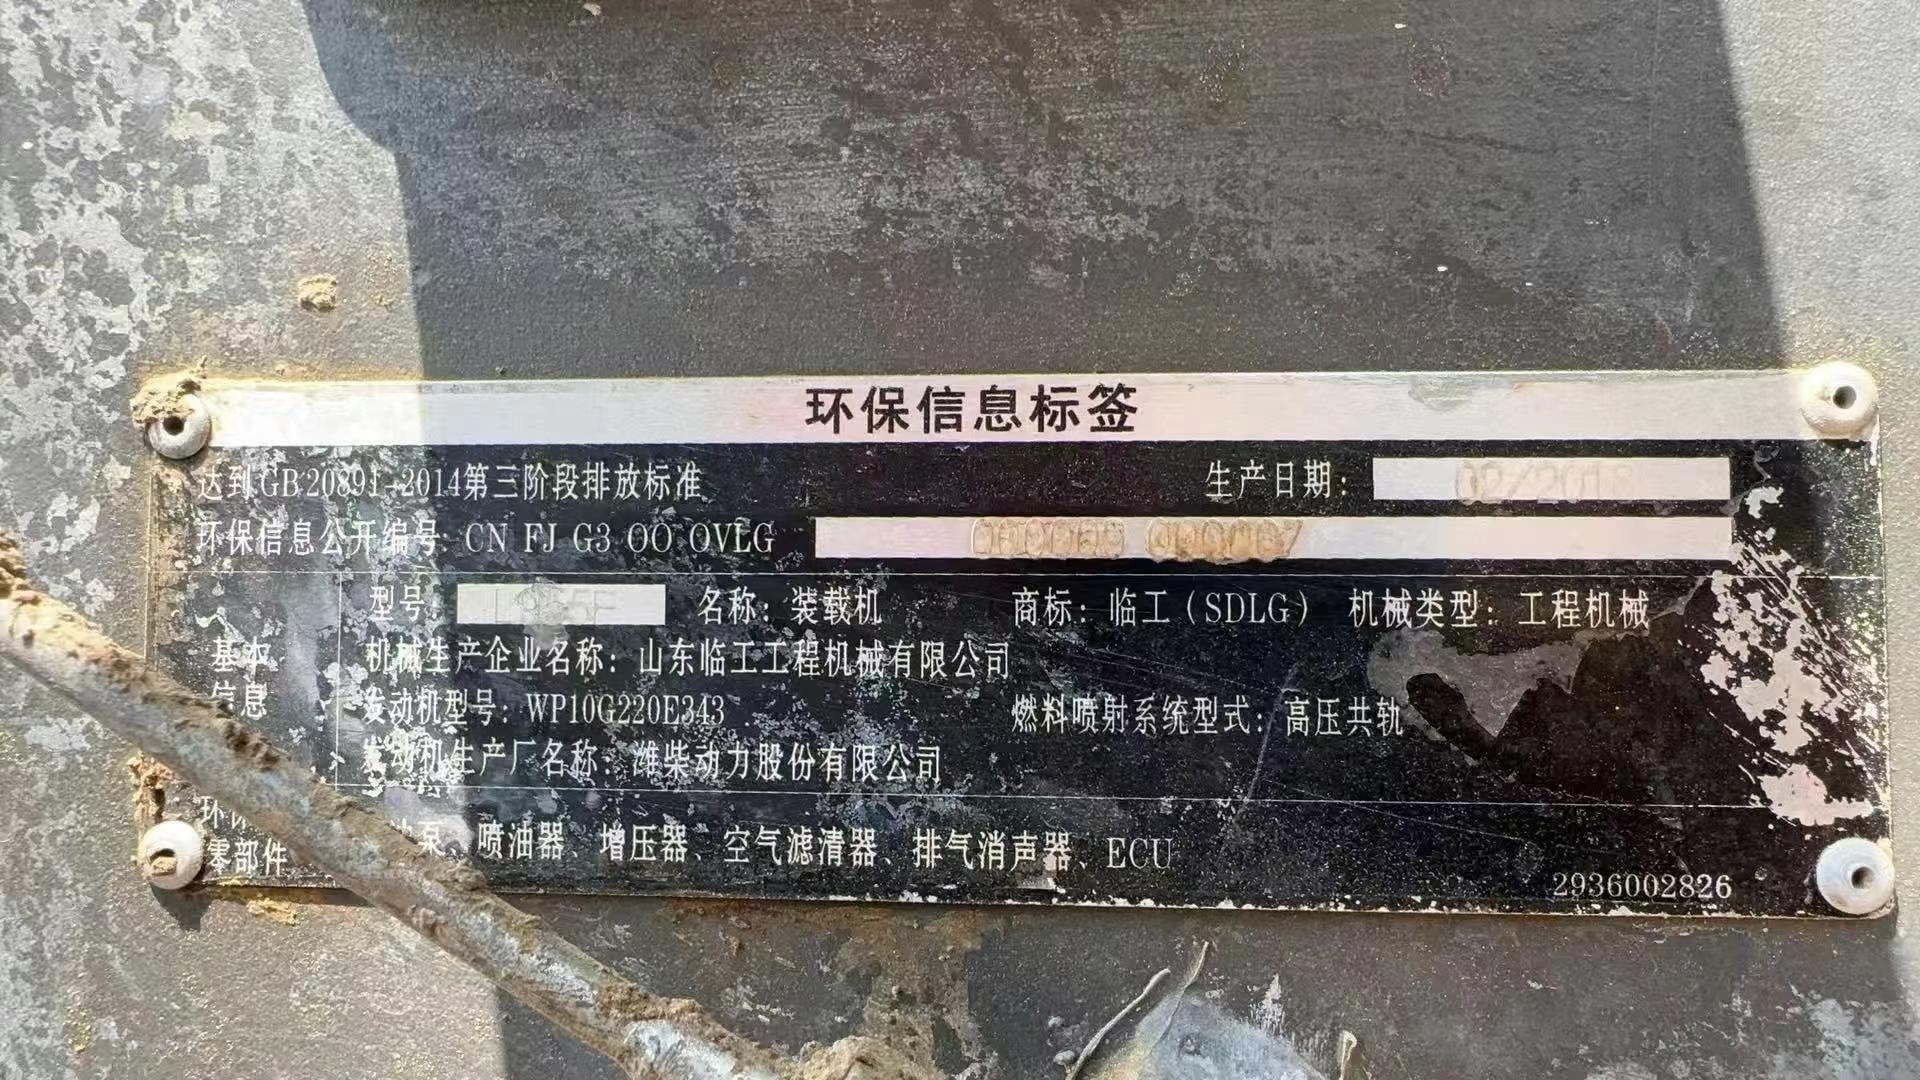 环保信息标签
达到GB20891-2014第三阶段排放标准 生产日期：
环保信息公开编号 CN FJ G3 OO OVLG
型号: 名称：装载机 商标：临工（SDLG） 机械类型：工程机械
基本
信息
机械生产企业名称：山东临工工程机械有限公司
发动机型号：WP10G220E343 燃料喷射系统型式：高压共轨
发动机生产厂名称：潍柴动力股份有限公司
环保
零部件
油泵、喷油器、增压器、空气滤清器、排气消声器、ECU
2936002826